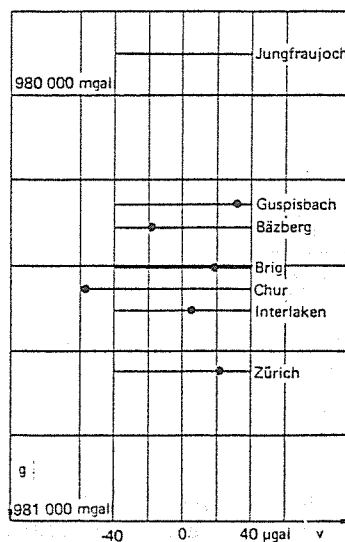 Jungfraujoch
980 000 mgal
Guspisbach
Bäzberg
Brig
Chur
Interlaken
Zürich
g
981 000 mgal
-40 0 40 µgal v